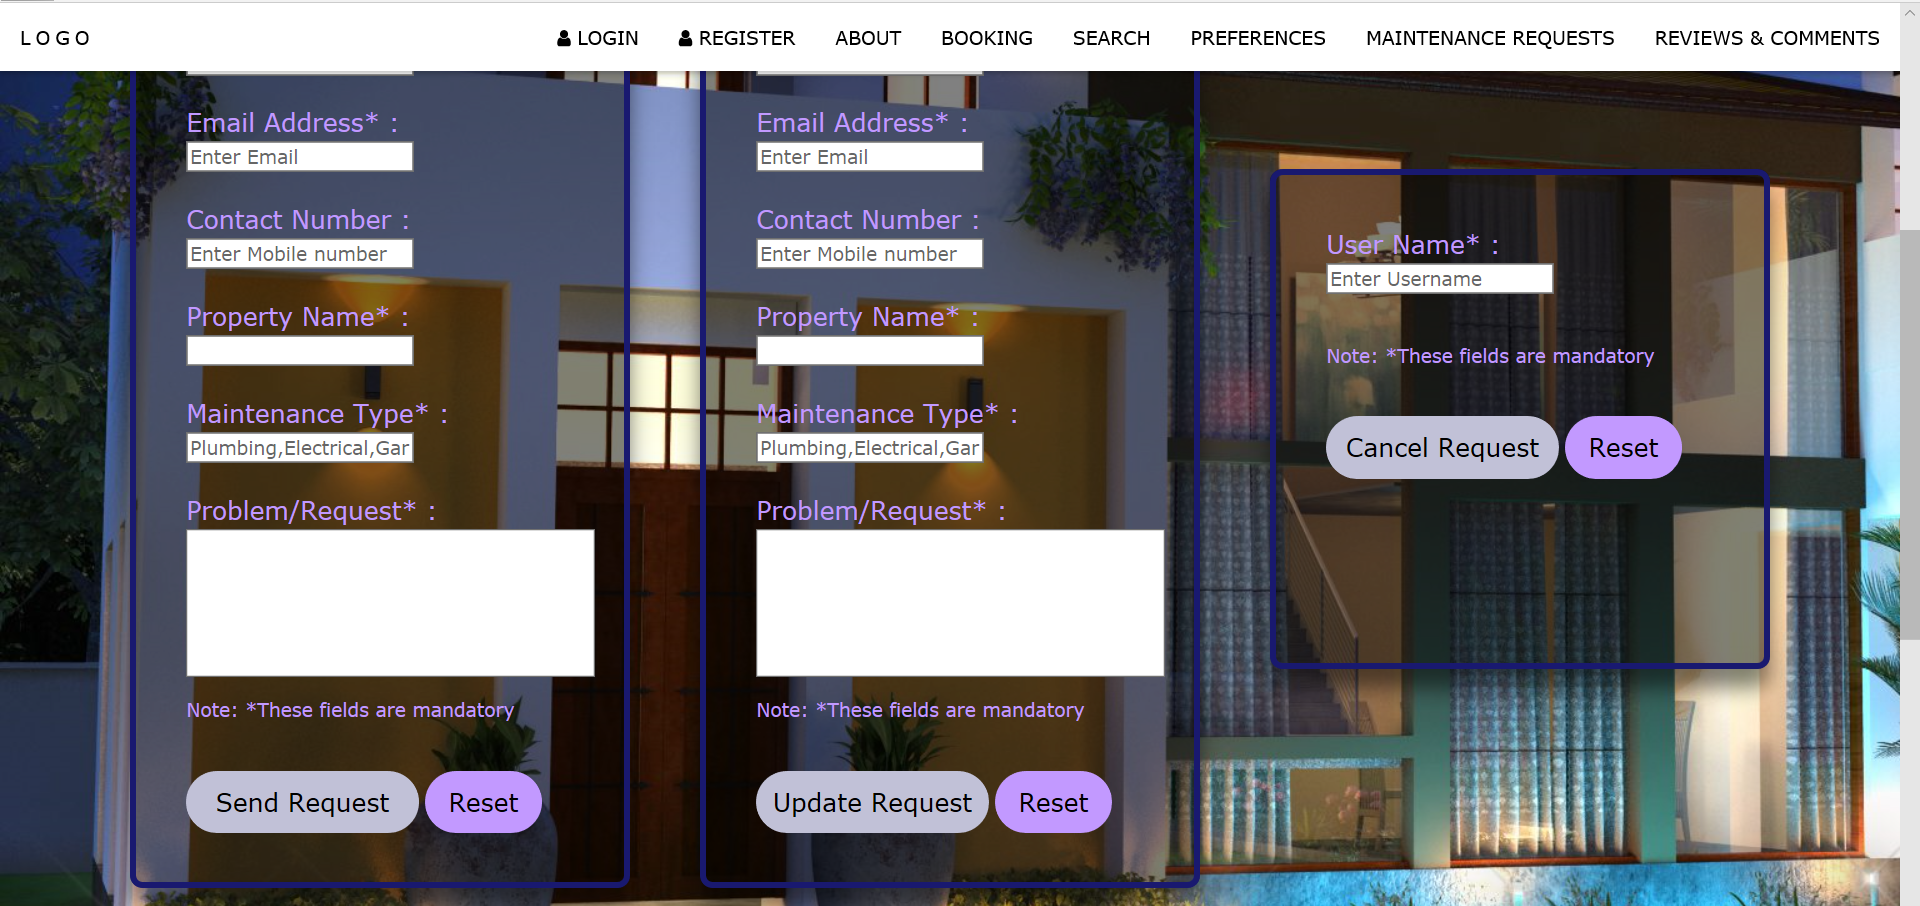 LOGO
LOGIN
REGISTER
ABOUT
BOOKING
SEARCH
PREFERENCES
MAINTENANCE REQUESTS
REVIEWS & COMMENTS
Email Address* :
Enter Email
Contact Number :
Enter Mobile number
Property Name* :
Maintenance Type* :
Plumbing,Electrical,Gar
Problem/Request* :
Note: *These fields are mandatory
Send Request
Reset
Email Address* :
Enter Email
Contact Number :
Enter Mobile number
Property Name* :
Maintenance Type* :
Plumbing,Electrical,Gar
Problem/Request* :
Note: *These fields are mandatory
Update Request
Reset
User Name* :
Enter Username
Note: *These fields are mandatory
Cancel Request
Reset